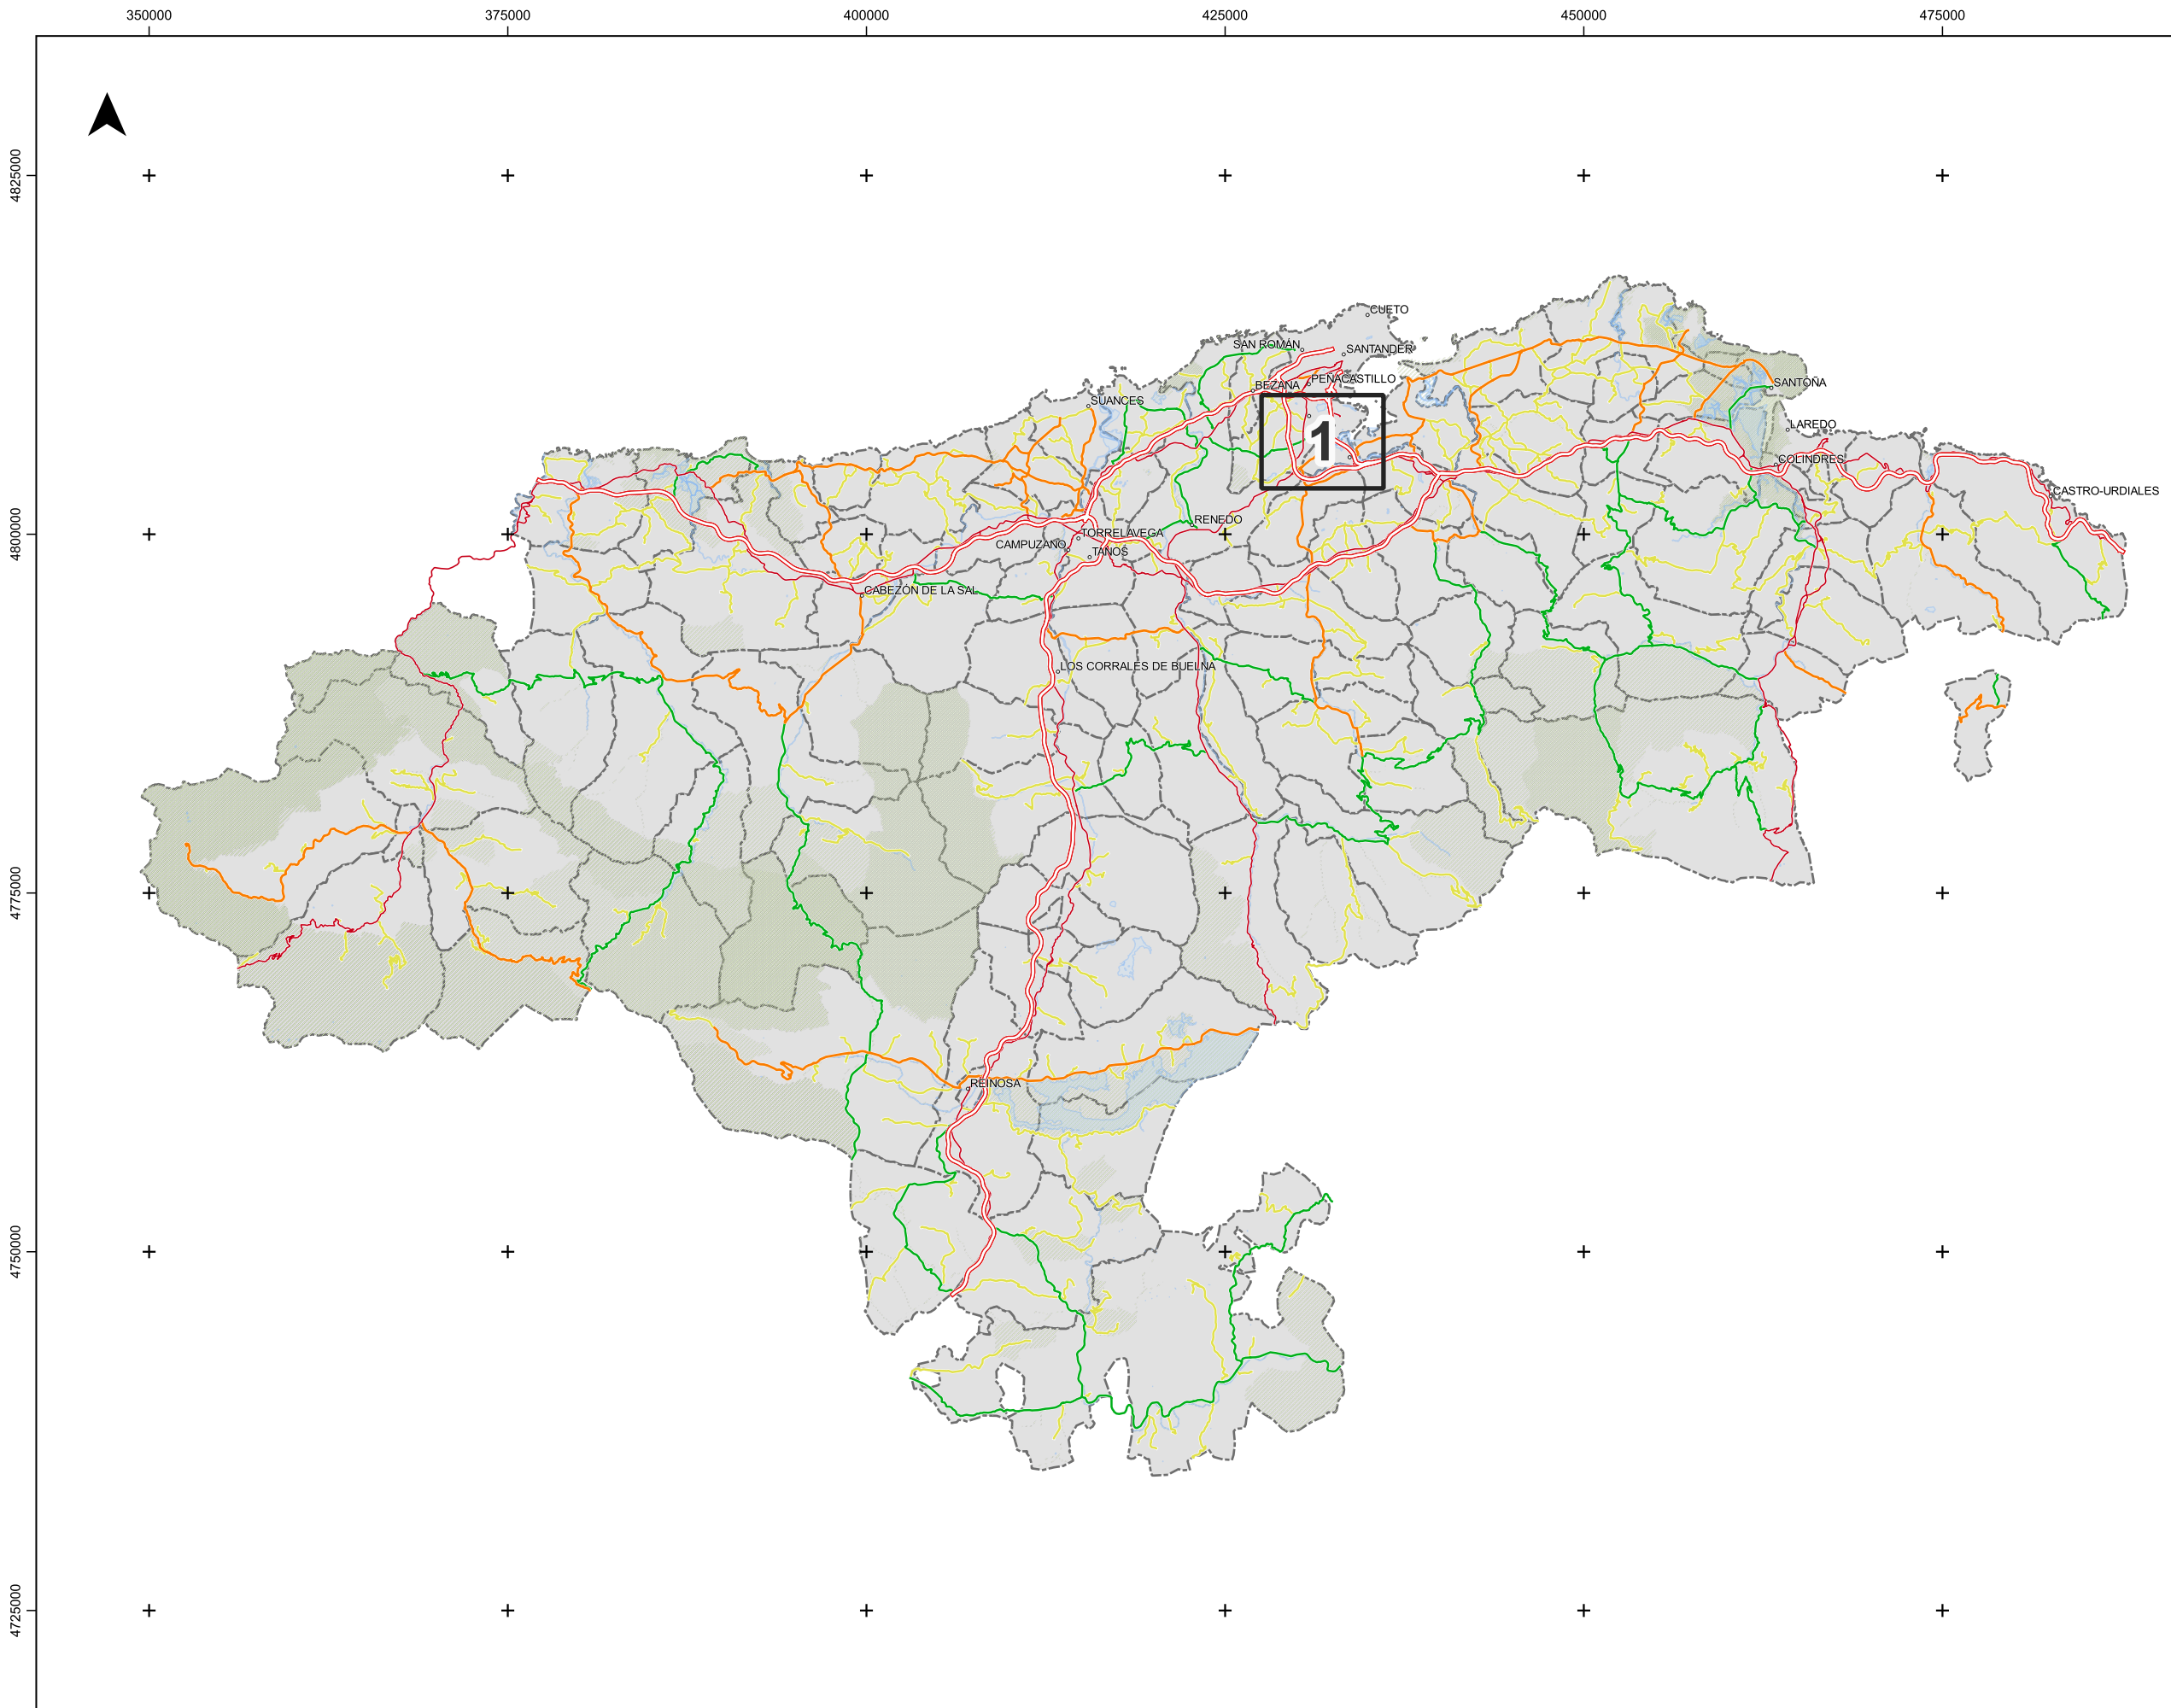 350000 375000 400000 425000 450000 475000
4825000
CUETO
SAN ROMÁN
SANTANDER
PEÑACASTILLO
BEZANA
SANTOÑA
SUANCES
LAREDO
1
COLINDRES
CASTRO-URDIALES
RENEDO
4800000
TORRELAVEGA
CAMPUZANO
TANOS
CABEZÓN DE LA SAL
LOS CORRALES DE BUELNA
4775000
REINOSA
4750000
4725000